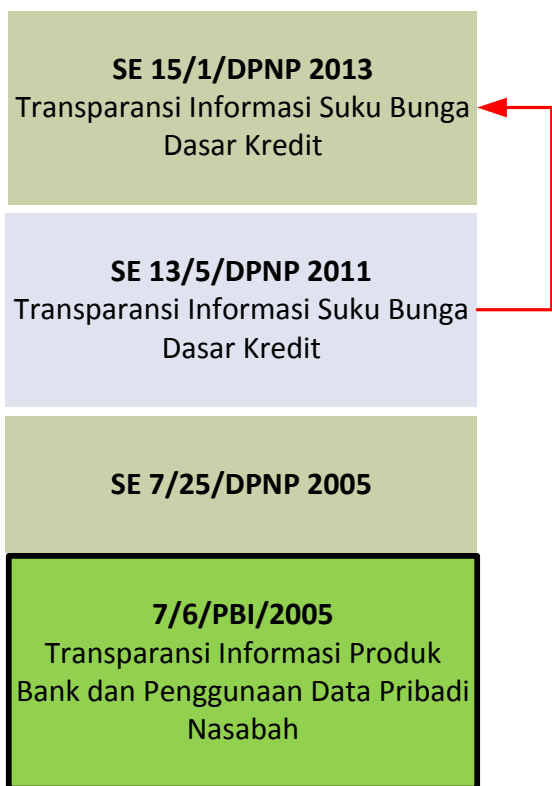 SE 15/1/DPNP 2013
Transparansi Informasi Suku Bunga
Dasar Kredit
SE 13/5/DPNP 2011
Transparansi Informasi Suku Bunga
Dasar Kredit
SE 7/25/DPNP 2005
7/6/PBI/2005
Transparansi Informasi Produk
Bank dan Penggunaan Data Pribadi
Nasabah